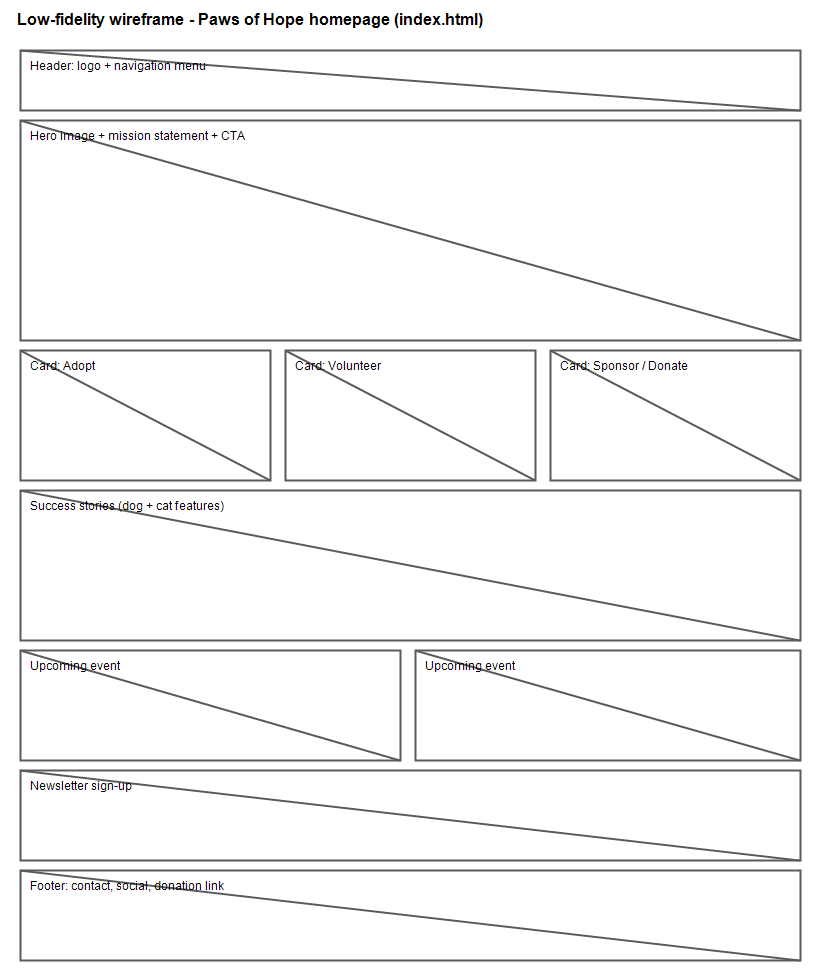 Low-fidelity wireframe - Paws of Hope homepage (index.html)
Header: logo + navigation menu
Hero image + mission statement + CTA
Card: Adopt
Card: Volunteer
Card: Sponsor / Donate
Success stories (dog + cat features)
Upcoming event
Upcoming event
Newsletter sign-up
Footer: contact, social, donation link